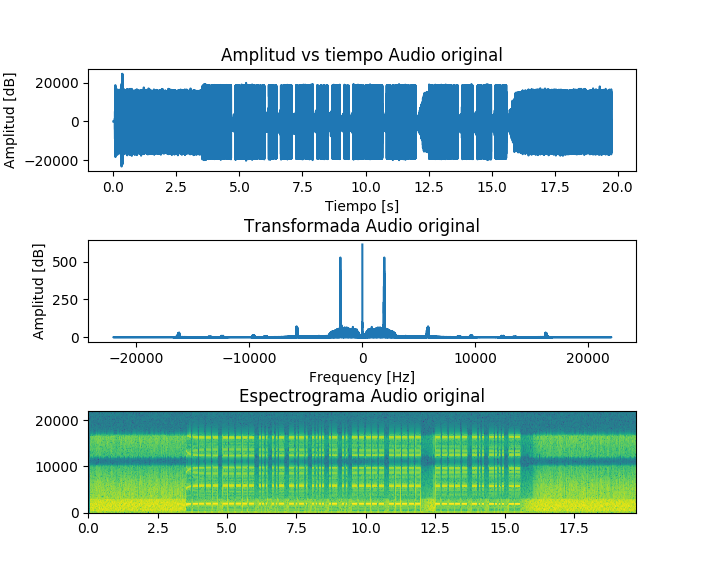 Amplitud vs tiempo Audio original
Amplitud [dB]
20000
0
−20000
0.0 2.5 5.0 7.5 10.0 12.5 15.0 17.5 20.0
Tiempo [s]
Transformada Audio original
Amplitud [dB]
500
250
0
−20000 −10000 0 10000 20000
Frequency [Hz]
Espectrograma Audio original
20000
10000
0
0.0 2.5 5.0 7.5 10.0 12.5 15.0 17.5